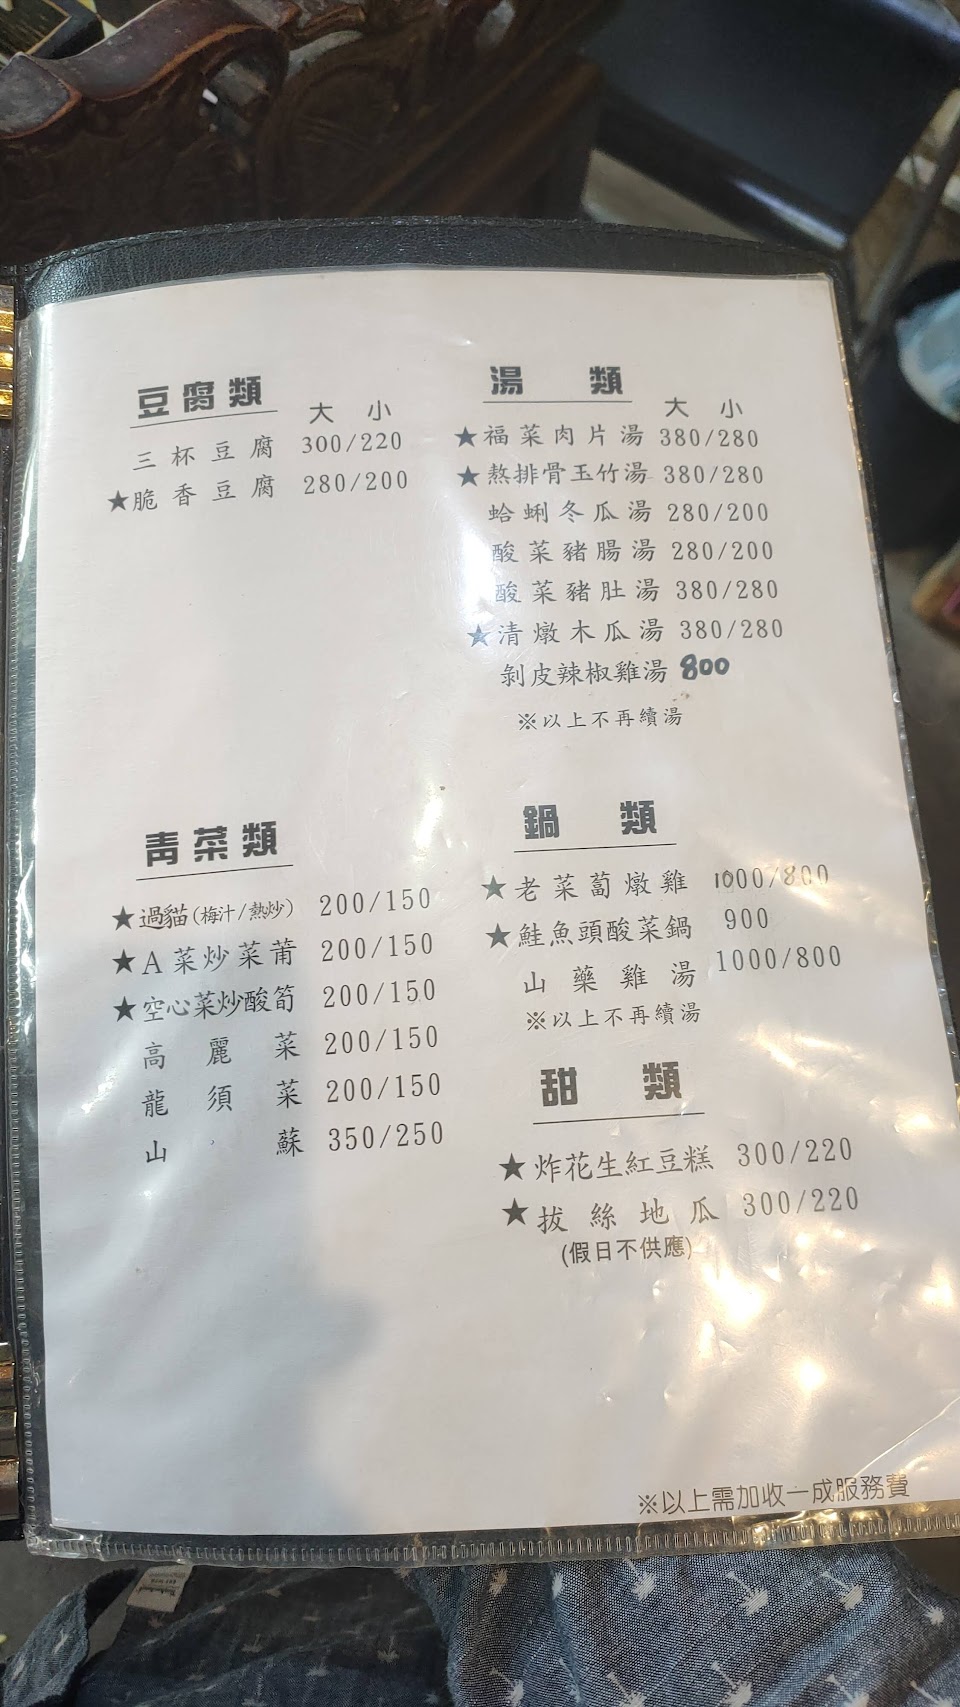 豆腐類
大 小
三杯豆腐 300/220
★脆香豆腐 280/200
湯 類
大 小
★福菜肉片湯 380/280
★熬排骨玉竹湯 380/280
蛤蜊冬瓜湯 280/200
酸菜豬腸湯 280/200
酸菜豬肚湯 380/280
★清燉木瓜湯 380/280
剝皮辣椒雞湯 800
※以上不再續湯
青菜類
★過貓(梅汁/熱炒) 200/150
★A菜炒菜莆 200/150
★空心菜炒酸筍 200/150
高麗菜 200/150
龍須菜 200/150
山蘇 350/250
鍋 類
★老菜蔔燉雞 1000/800
★鮭魚頭酸菜鍋 900
山藥雞湯 1000/800
※以上不再續湯
甜 類
★炸花生紅豆糕 300/220
★拔絲地瓜 300/220
(假日不供應)
※以上需加收一成服務費